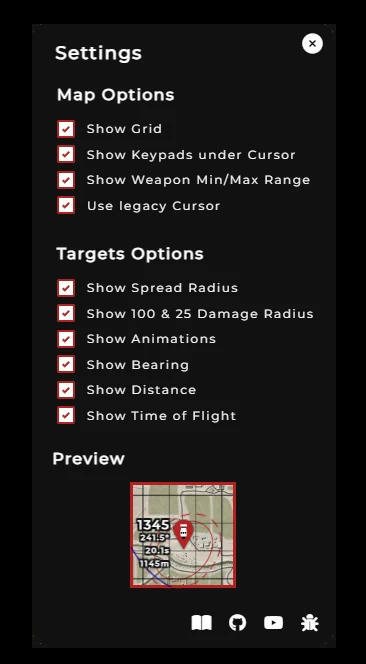 Settings
Map Options
Show Grid
Show Keypads under Cursor
Show Weapon Min/Max Range
Use legacy Cursor
Targets Options
Show Spread Radius
Show 100 & 25 Damage Radius
Show Animations
Show Bearing
Show Distance
Show Time of Flight
Preview
1345
241.5°
20.1s
1145m